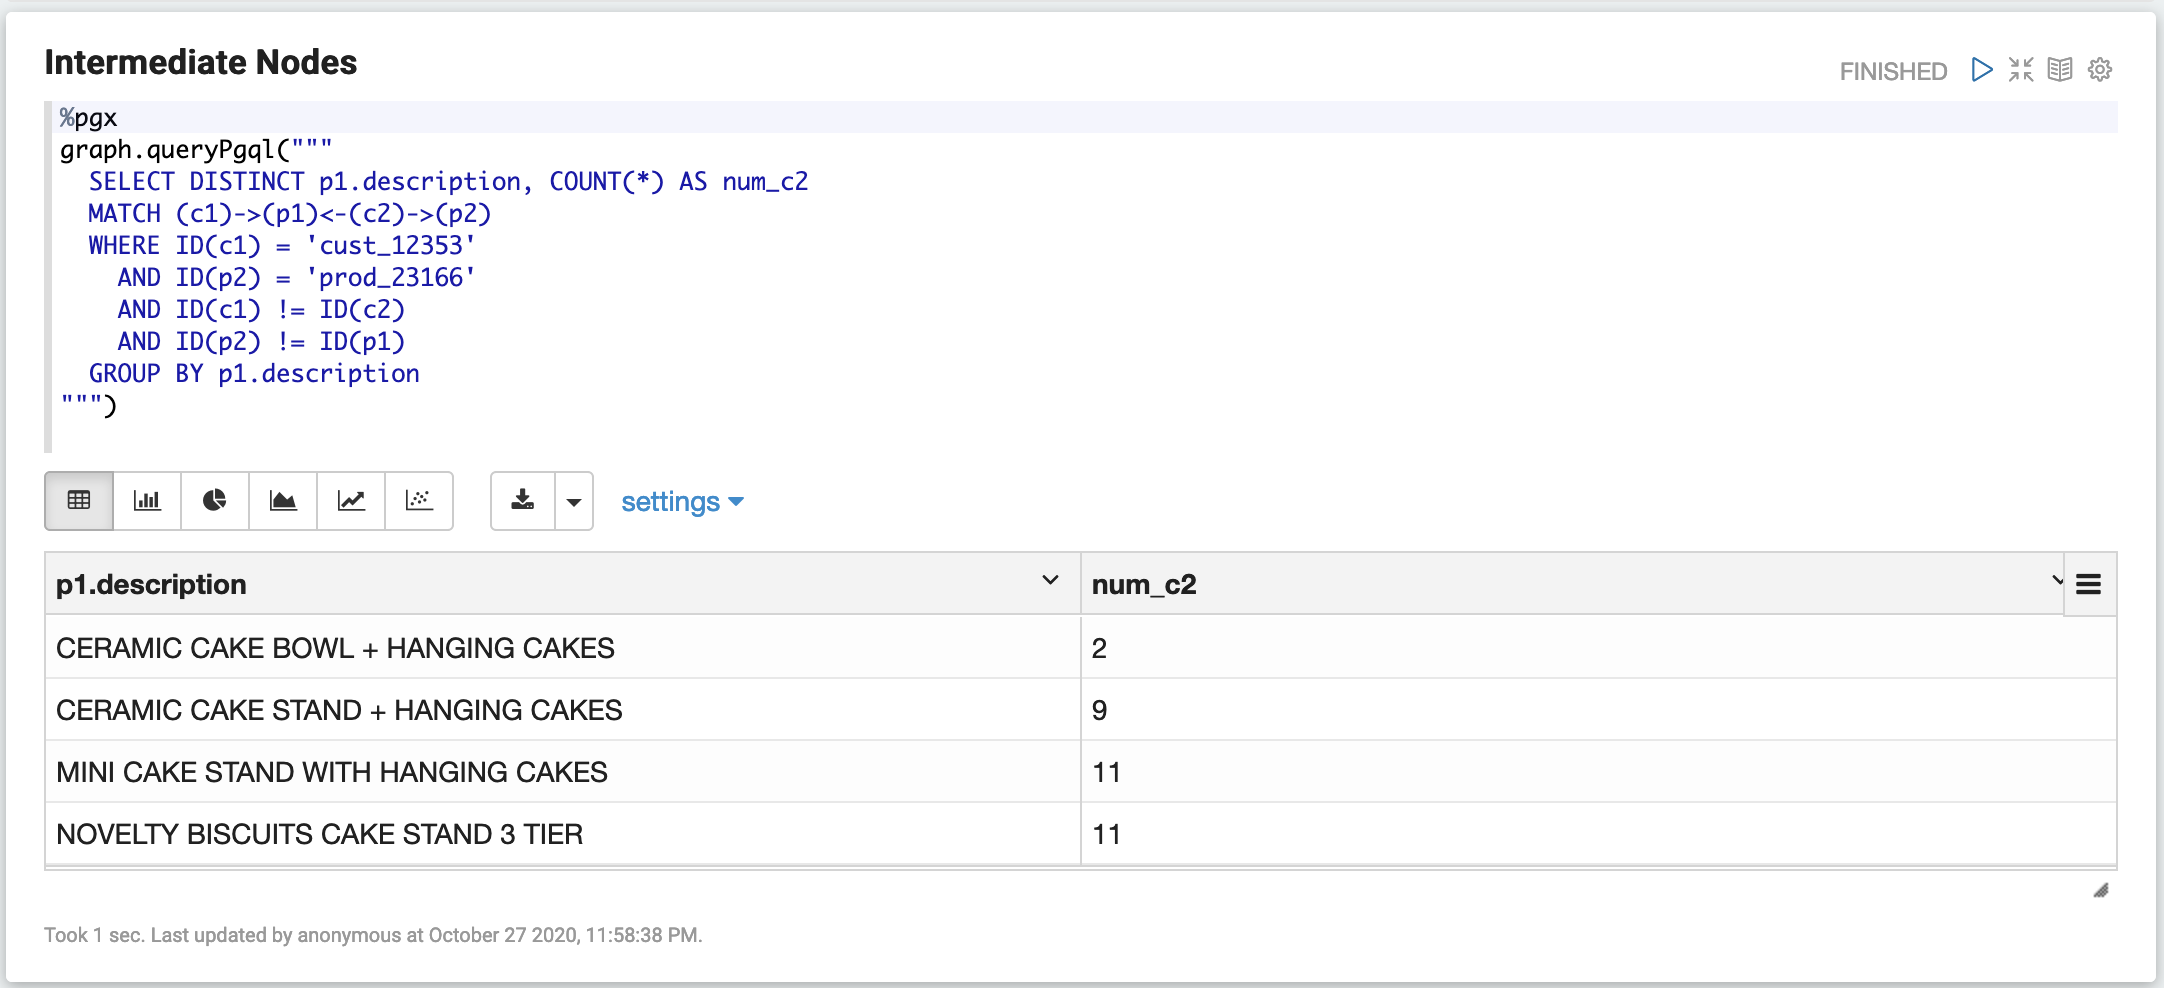 Intermediate Nodes
FINISHED
%pgx
graph.queryPgql("""
  SELECT DISTINCT p1.description, COUNT(*) AS num_c2
  MATCH (c1)->(p1)<-(c2)->(p2)
  WHERE ID(c1) = 'cust_12353'
    AND ID(p2) = 'prod_23166'
    AND ID(c1) != ID(c2)
    AND ID(p2) != ID(p1)
  GROUP BY p1.description
""")
settings
p1.description num_c2
CERAMIC CAKE BOWL + HANGING CAKES 2
CERAMIC CAKE STAND + HANGING CAKES 9
MINI CAKE STAND WITH HANGING CAKES 11
NOVELTY BISCUITS CAKE STAND 3 TIER 11
Took 1 sec. Last updated by anonymous at October 27 2020, 11:58:38 PM.